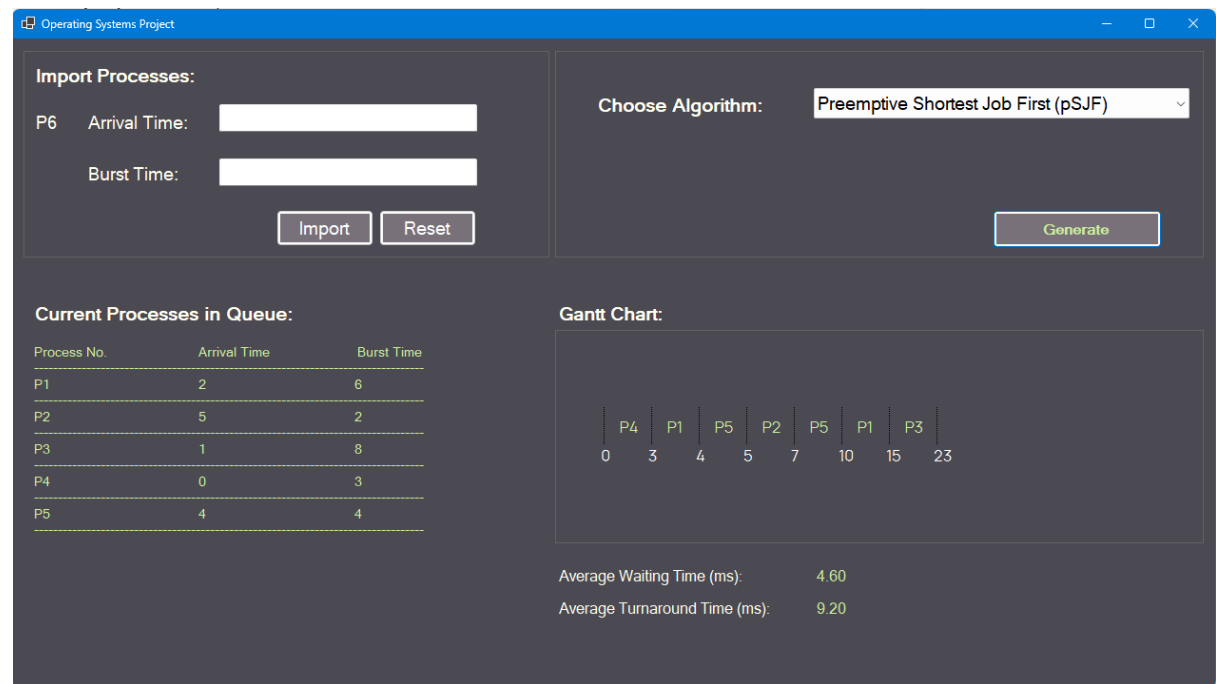 Operating Systems Project
Import Processes:
P6 Arrival Time:
Burst Time:
Import Reset
Choose Algorithm: Preemptive Shortest Job First (pSJF)
Generate
Current Processes in Queue:
Process No. Arrival Time Burst Time
P1 2 6
P2 5 2
P3 1 8
P4 0 3
P5 4 4
Gantt Chart:
P4 P1 P5 P2 P5 P1 P3
0 3 4 5 7 10 15 23
Average Waiting Time (ms): 4.60
Average Turnaround Time (ms): 9.20